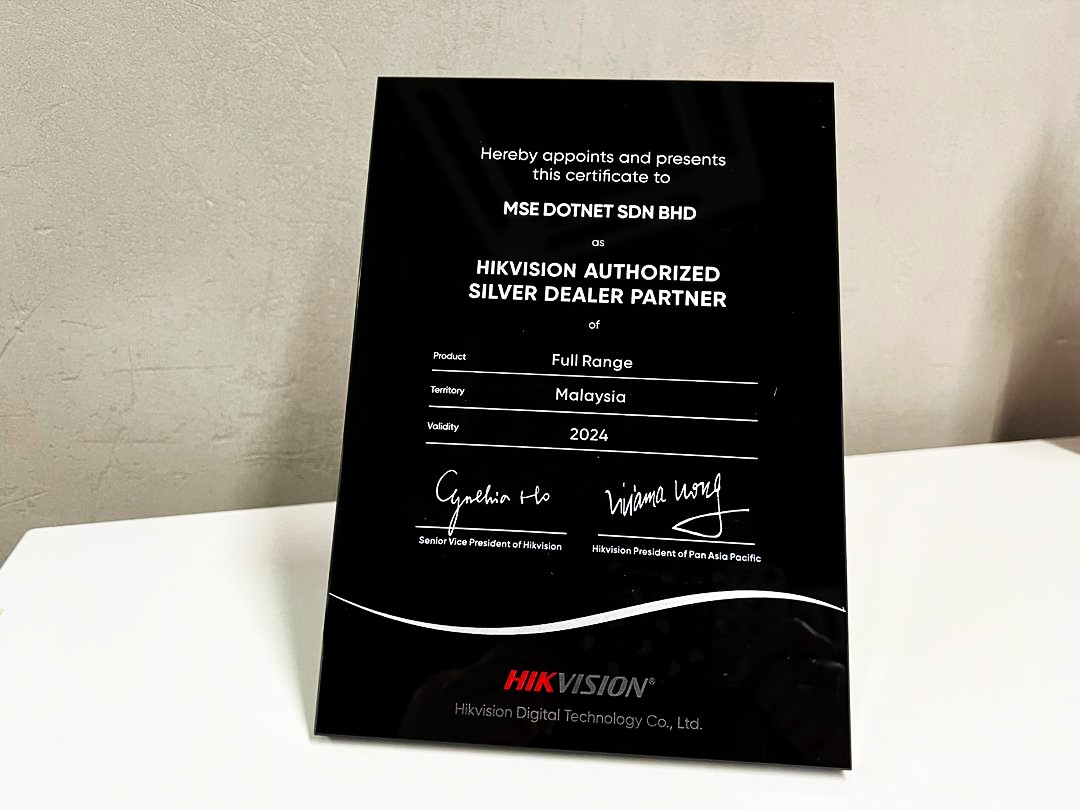 Hereby appoints and presents
this certificate to
MSE DOTNET SDN BHD
as
HIKVISION AUTHORIZED
SILVER DEALER PARTNER
of
Product Full Range
Territory Malaysia
Validity 2024
Cynthia Ho
Senior Vice President of Hikvision
Hikvision President of Pan Asia Pacific
HIKVISION®
Hikvision Digital Technology Co., Ltd.